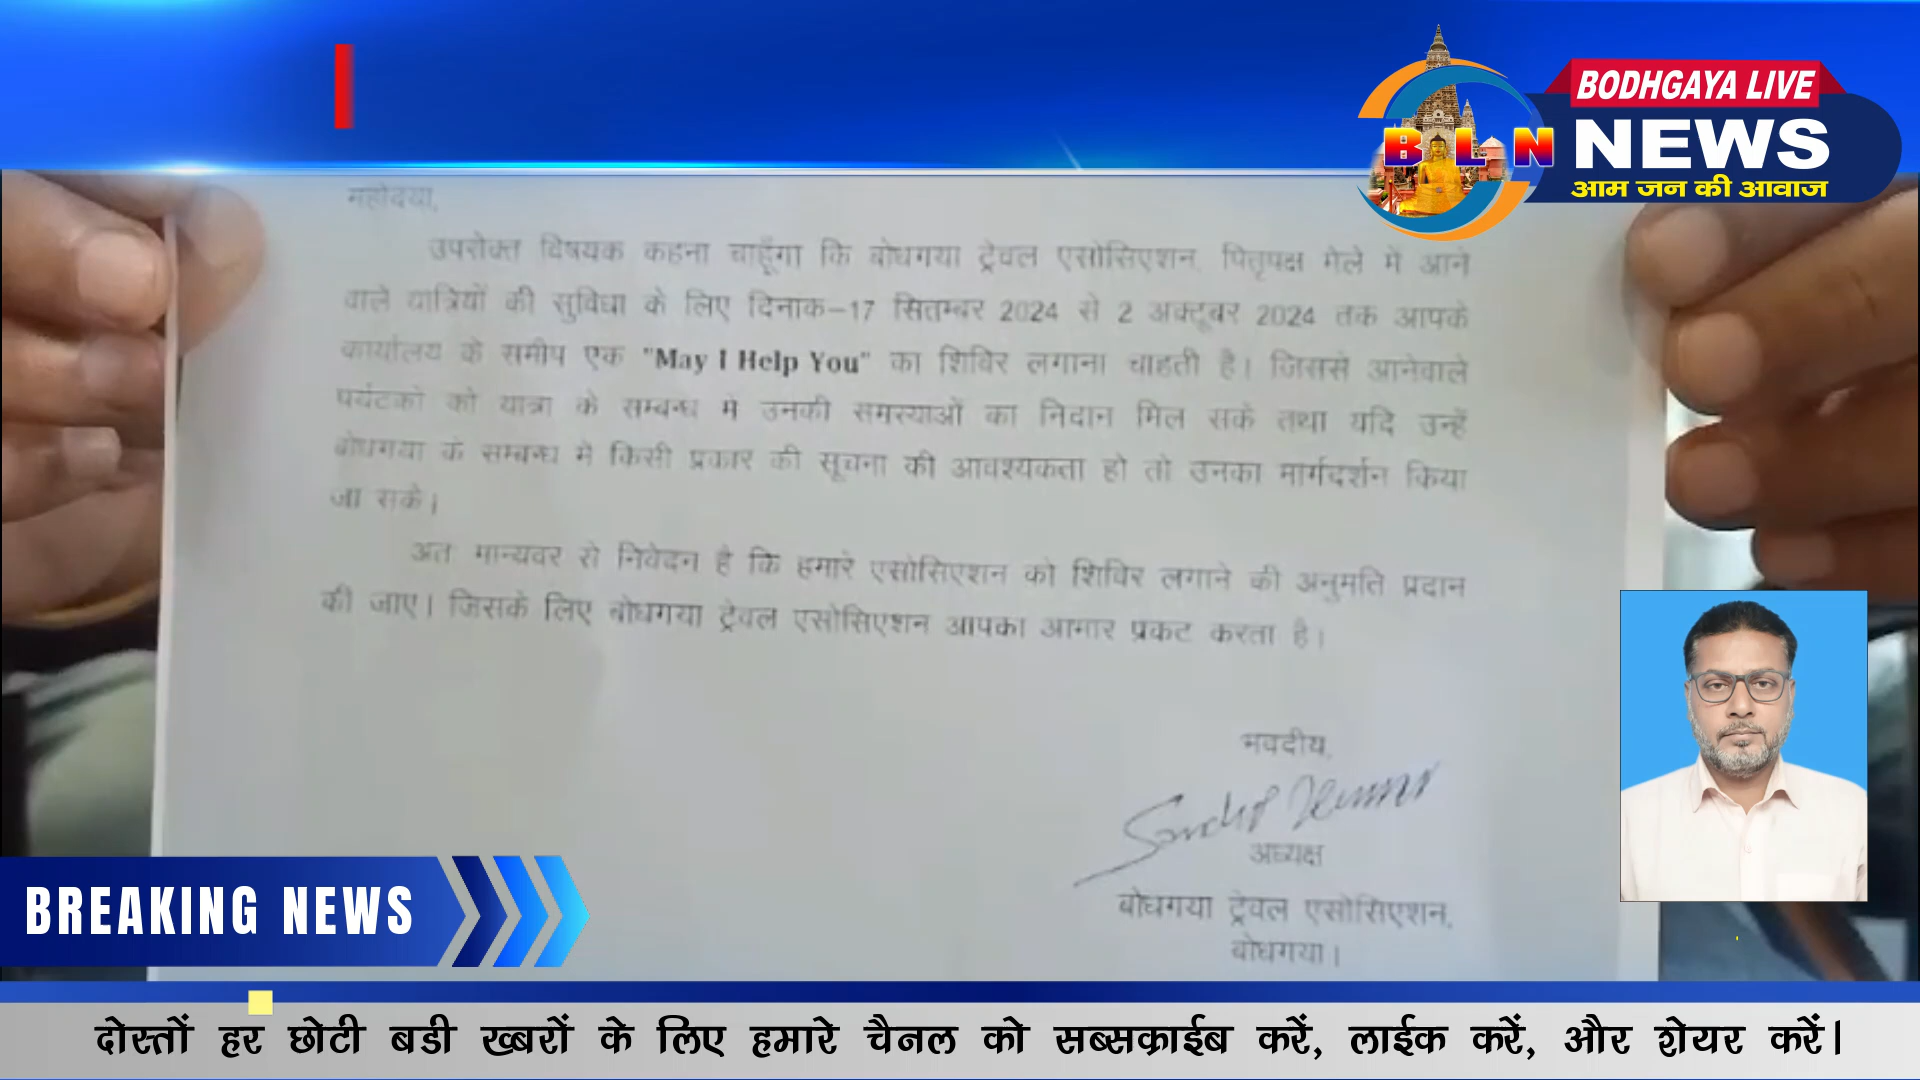 BODHGAYA LIVE
BLN NEWS
आम जन की आवाज
महोदया,
उपरोक्त विषयक कहना चाहूँगा कि बोधगया ट्रेवल एसोसिएशन, पितृपक्ष मेले में आने
वाले यात्रियों की सुविधा के लिए दिनांक-17 सितम्बर 2024 से 2 अक्टूबर 2024 तक आपके
कार्यालय के समीप एक "May I Help You" का शिविर लगाना चाहती है। जिससे आनेवाले
पर्यटकों को यात्रा के सम्बन्ध में उनकी समस्याओं का निदान मिल सके तथा यदि उन्हें
बोधगया के सम्बन्ध में किसी प्रकार की सूचना की आवश्यकता हो तो उनका मार्गदर्शन किया
जा सके।
अतः मान्यवर से निवेदन है कि हमारे एसोसिएशन को शिविर लगाने की अनुमति प्रदान
की जाए। जिसके लिए बोधगया ट्रेवल एसोसिएशन आपका आभार प्रकट करता है।
भवदीय,
अध्यक्ष
बोधगया ट्रेवल एसोसिएशन,
बोधगया।
BREAKING NEWS
दोस्तों हर छोटी बडी ख्बरों के लिए हमारे चैनल को सब्सक्राईब करें, लाईक करें, और शेयर करें।